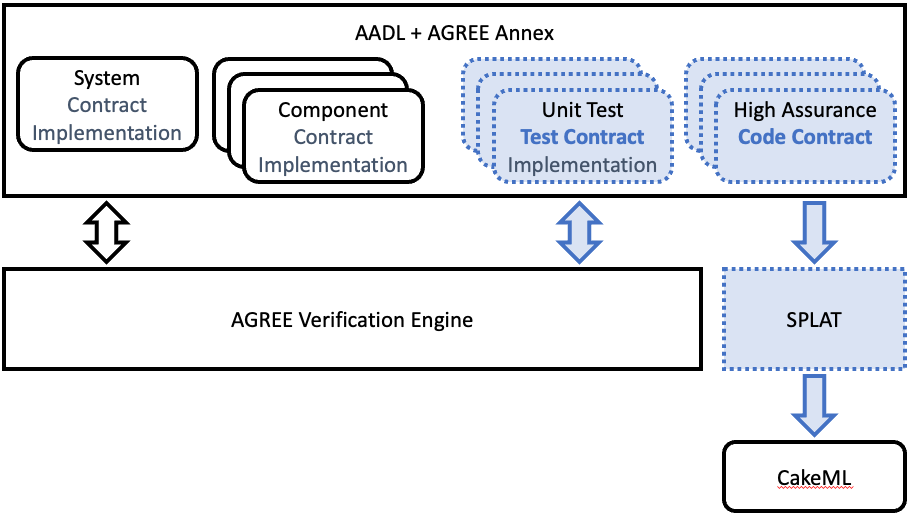 AADL + AGREE Annex
System
Contract
Implementation
Component
Contract
Implementation
Unit Test
Test Contract
Implementation
High Assurance
Code Contract
AGREE Verification Engine
SPLAT
CakeML